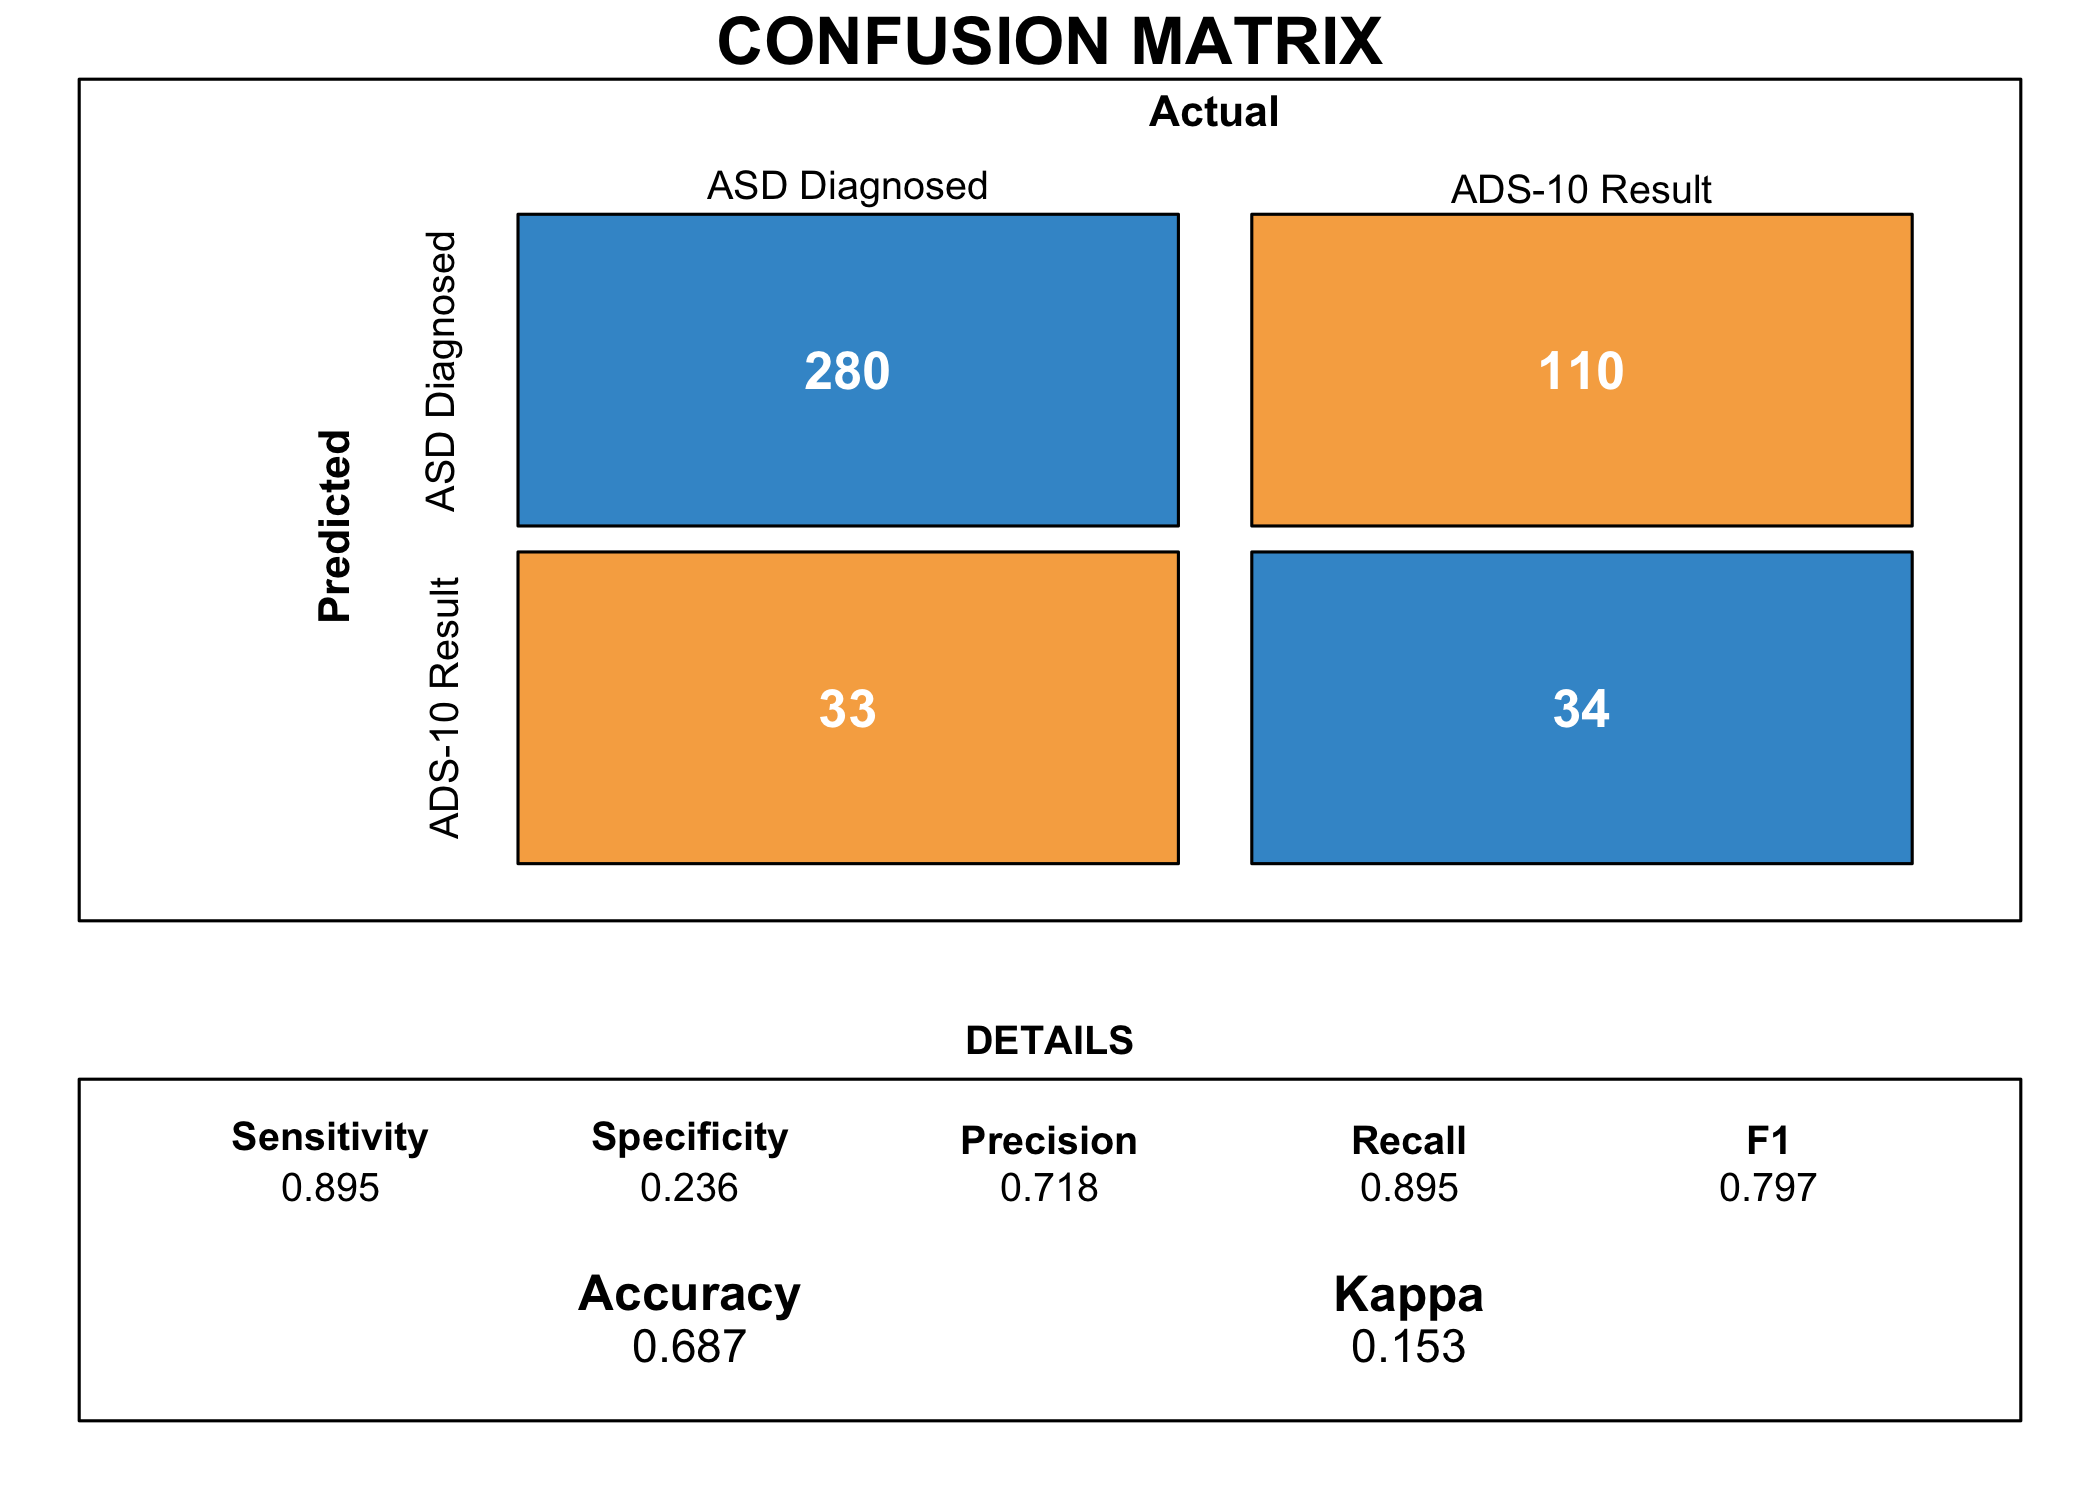 CONFUSION MATRIX
Actual
ASD Diagnosed ADS-10 Result
Predicted
ASD Diagnosed
280 110
ADS-10 Result
33 34
DETAILS
Sensitivity Specificity Precision Recall F1
0.895 0.236 0.718 0.895 0.797
Accuracy Kappa
0.687 0.153